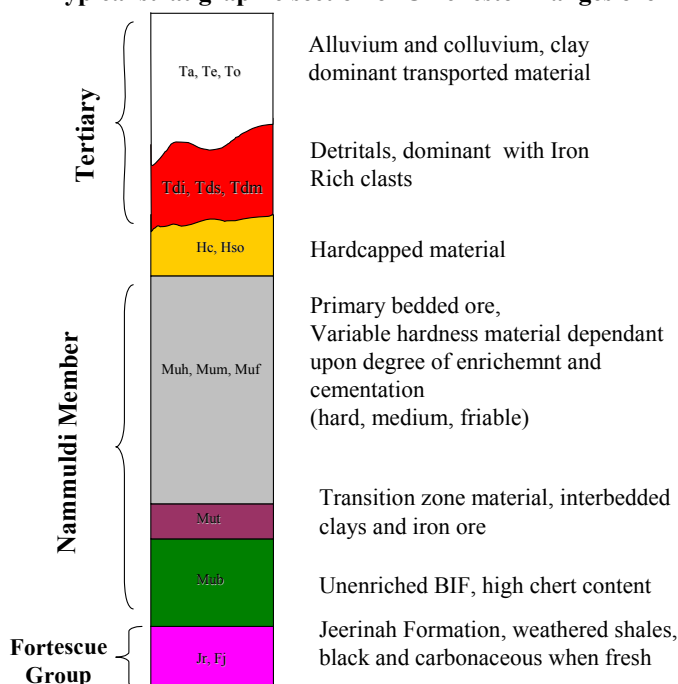 Tertiary
Ta, Te, To
Alluvium and colluvium, clay
dominant transported material
Tdi, Tds, Tdm
Detritals, dominant with Iron
Rich clasts
Hc, Hso
Hardcapped material
Nammuldi Member
Muh, Mum, Muf
Primary bedded ore,
Variable hardness material dependant
upon degree of enrichemnt and
cementation
(hard, medium, friable)
Mut
Transition zone material, interbedded
clays and iron ore
Mub
Unenriched BIF, high chert content
Fortescue
Group
Jr, Fj
Jeerinah Formation, weathered shales,
black and carbonaceous when fresh